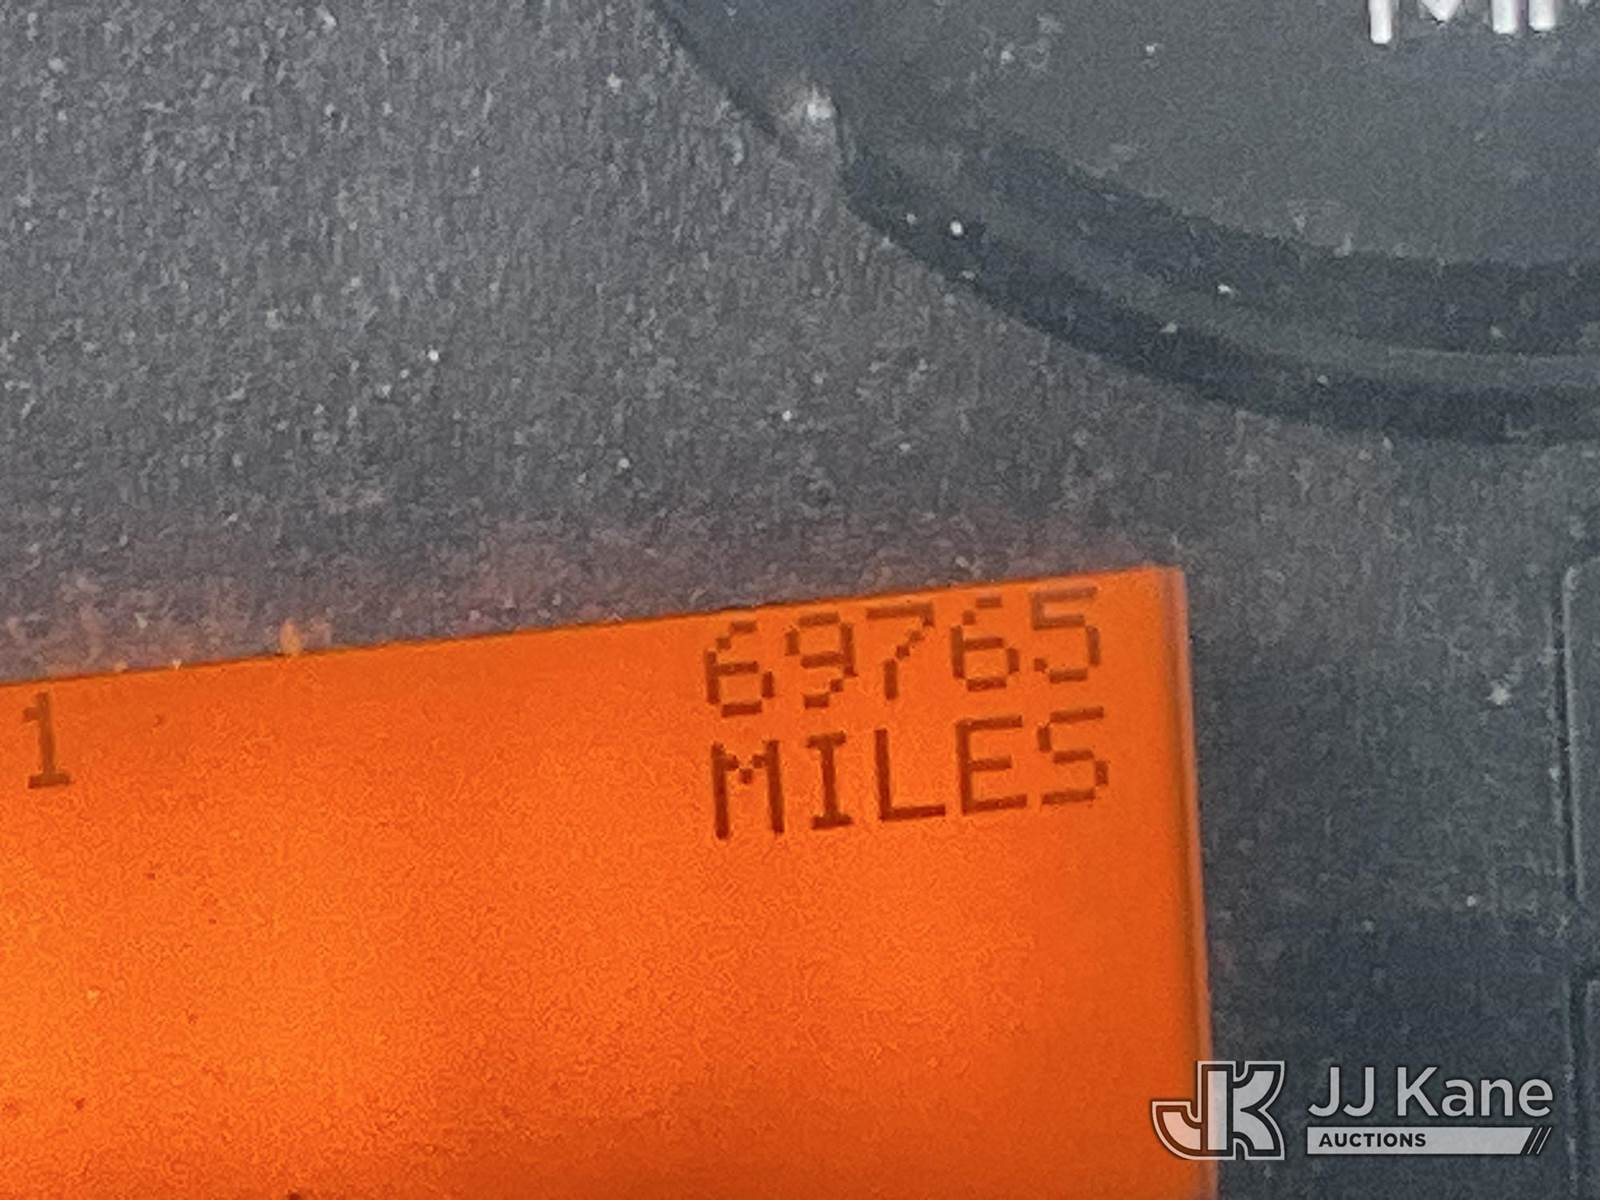 69765
1
MILES
JJ Kane
AUCTIONS